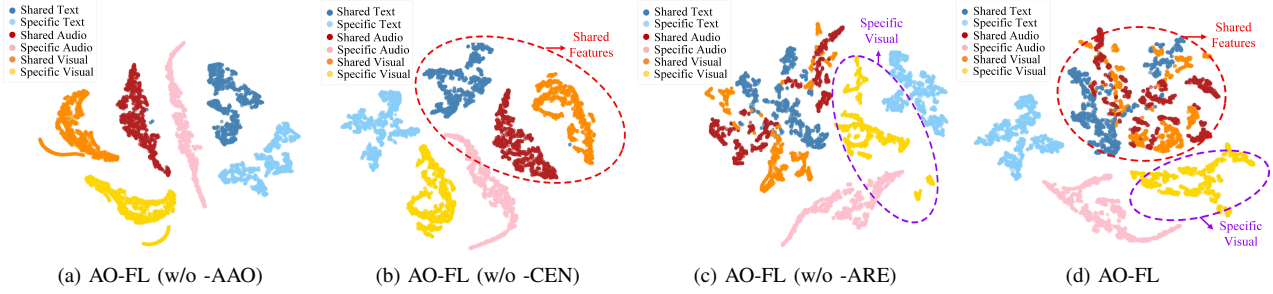 Shared Text
Specific Text
Shared Audio
Specific Audio
Shared Visual
Specific Visual
(a) AO-FL (w/o -AAO)
Shared Text
Specific Text
Shared Audio
Specific Audio
Shared Visual
Specific Visual
Shared
Features
(b) AO-FL (w/o -CEN)
Shared Text
Specific Text
Shared Audio
Specific Audio
Shared Visual
Specific Visual
Specific
Visual
(c) AO-FL (w/o -ARE)
Shared Text
Specific Text
Shared Audio
Specific Audio
Shared Visual
Specific Visual
Shared
Features
Specific
Visual
(d) AO-FL